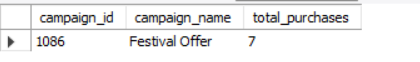 campaign_id campaign_name total_purchases
1086 Festival Offer 7